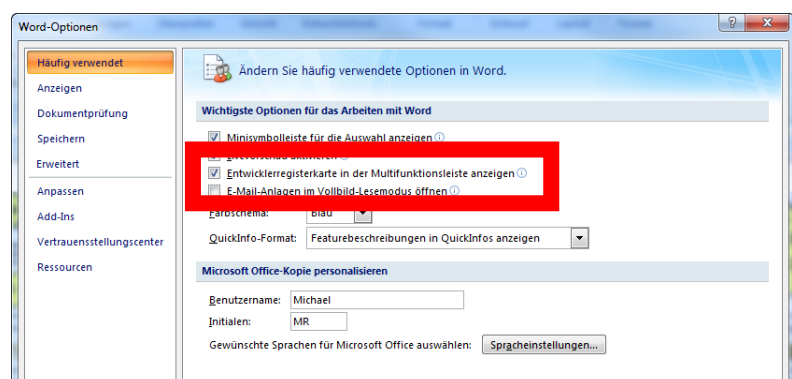 Word-Optionen
Häufig verwendet
Anzeigen
Dokumentprüfung
Speichern
Erweitert
Anpassen
Add-Ins
Vertrauensstellungscenter
Ressourcen
Ändern Sie häufig verwendete Optionen in Word.
Wichtigste Optionen für das Arbeiten mit Word
Minisymbolleiste für die Auswahl anzeigen
Livevorschau aktivieren
Entwicklerregisterkarte in der Multifunktionsleiste anzeigen
E-Mail-Anlagen im Vollbild-Lesemodus öffnen
Farbschema: Blau
QuickInfo-Format: Featurebeschreibungen in QuickInfos anzeigen
Microsoft Office-Kopie personalisieren
Benutzername: Michael
Initialen: MR
Gewünschte Sprachen für Microsoft Office auswählen: Spracheinstellungen...